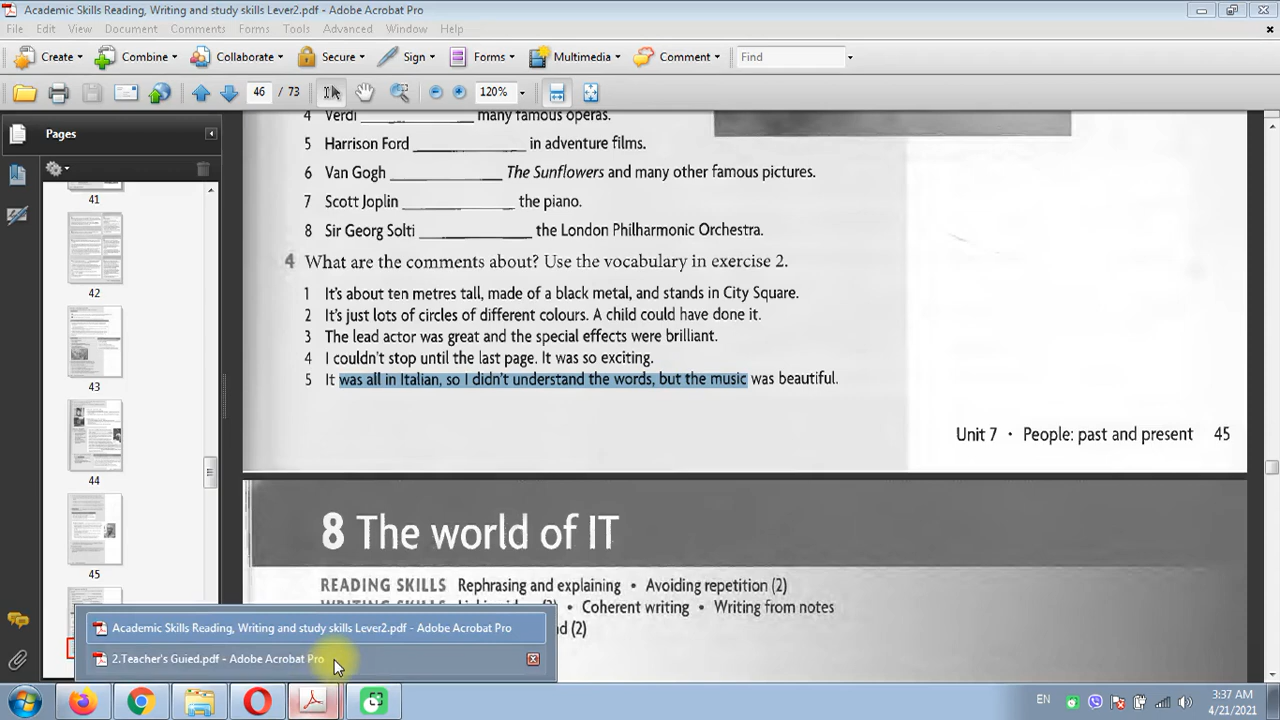 Academic Skills Reading, Writing and study skills Lever2.pdf - Adobe Acrobat Pro
File Edit View Document Comments Forms Tools Advanced Window Help
Create Combine Collaborate Secure Sign Forms Multimedia Comment Find
46 / 73 120%
Pages
4 Verdi ____ many famous operas.
5 Harrison Ford ____ in adventure films.
6 Van Gogh ____ The Sunflowers and many other famous pictures.
7 Scott Joplin ____ the piano.
8 Sir Georg Solti ____ the London Philharmonic Orchestra.
4 What are the comments about? Use the vocabulary in exercise 2.
1 It's about ten metres tall, made of a black metal, and stands in City Square.
2 It's just lots of circles of different colours. A child could have done it.
3 The lead actor was great and the special effects were brilliant.
4 I couldn't stop until the last page. It was so exciting.
5 It was all in Italian, so I didn't understand the words, but the music was beautiful.
Unit 7 • People: past and present 45
41
42
43
44
45
8 The world of IT
READING SKILLS Rephrasing and explaining • Avoiding repetition (2)
• Coherent writing • Writing from notes
(2)
Academic Skills Reading, Writing and study skills Lever2.pdf - Adobe Acrobat Pro
2.Teacher's Guied.pdf - Adobe Acrobat Pro
EN
3:37 AM
4/21/2021